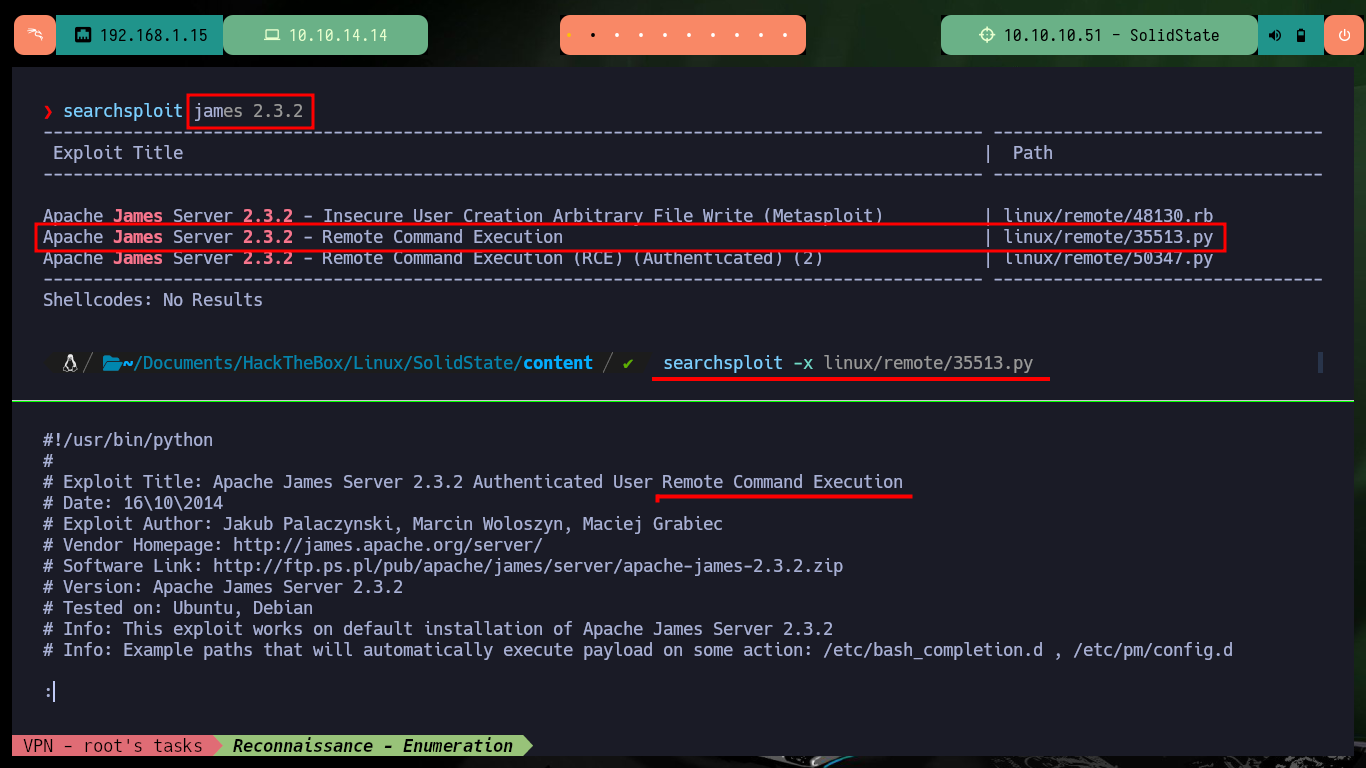 192.168.1.15 10.10.14.14 10.10.10.51 - SolidState
❯ searchsploit james 2.3.2
--------------------------------------------------------------------------------------------- ---------------------------------
Exploit Title | Path
--------------------------------------------------------------------------------------------- ---------------------------------
Apache James Server 2.3.2 - Insecure User Creation Arbitrary File Write (Metasploit) | linux/remote/48130.rb
Apache James Server 2.3.2 - Remote Command Execution | linux/remote/35513.py
Apache James Server 2.3.2 - Remote Command Execution (RCE) (Authenticated) (2) | linux/remote/50347.py
--------------------------------------------------------------------------------------------- ---------------------------------
Shellcodes: No Results
/ ~/Documents/HackTheBox/Linux/SolidState/content / ✔ searchsploit -x linux/remote/35513.py
#!/usr/bin/python
#
# Exploit Title: Apache James Server 2.3.2 Authenticated User Remote Command Execution
# Date: 16\10\2014
# Exploit Author: Jakub Palaczynski, Marcin Woloszyn, Maciej Grabiec
# Vendor Homepage: http://james.apache.org/server/
# Software Link: http://ftp.ps.pl/pub/apache/james/server/apache-james-2.3.2.zip
# Version: Apache James Server 2.3.2
# Tested on: Ubuntu, Debian
# Info: This exploit works on default installation of Apache James Server 2.3.2
# Info: Example paths that will automatically execute payload on some action: /etc/bash_completion.d , /etc/pm/config.d
:
VPN - root's tasks Reconnaissance - Enumeration